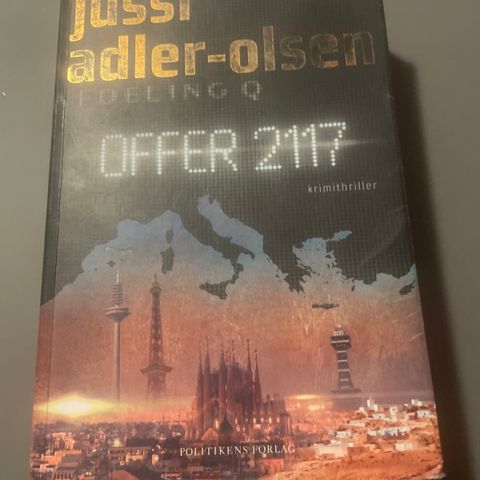 jussi
adler-olsen
AFDELING Q
OFFER 2117
krimithriller
POLITIKENS FORLAG